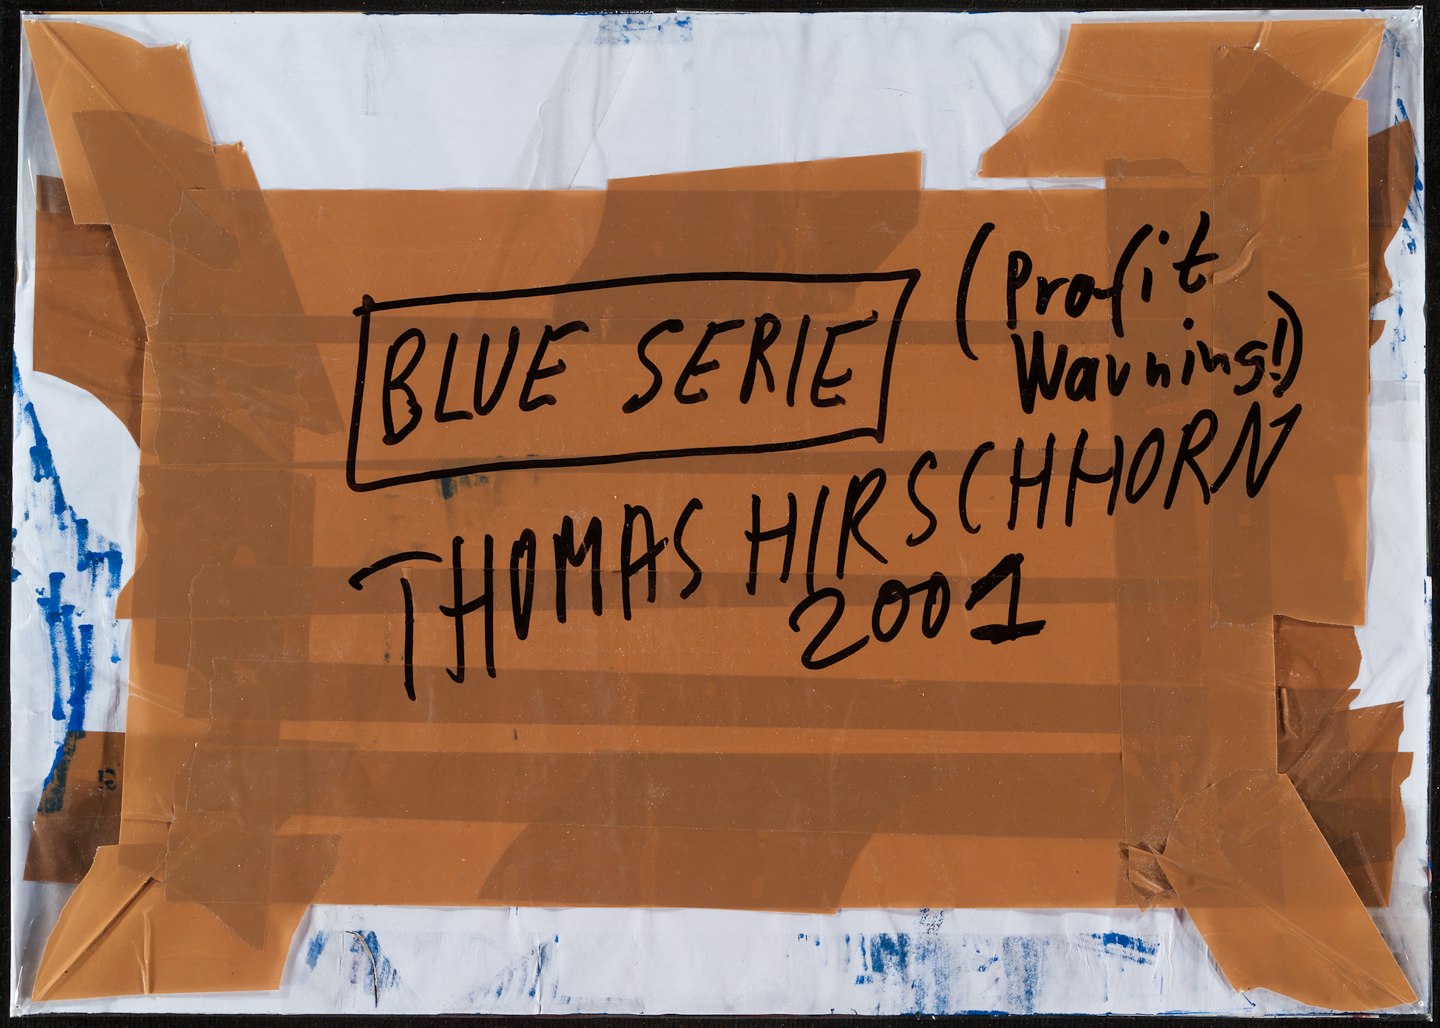 BLUE SERIE
(Profit
Warning!)
THOMAS HIRSCHHORN
2001